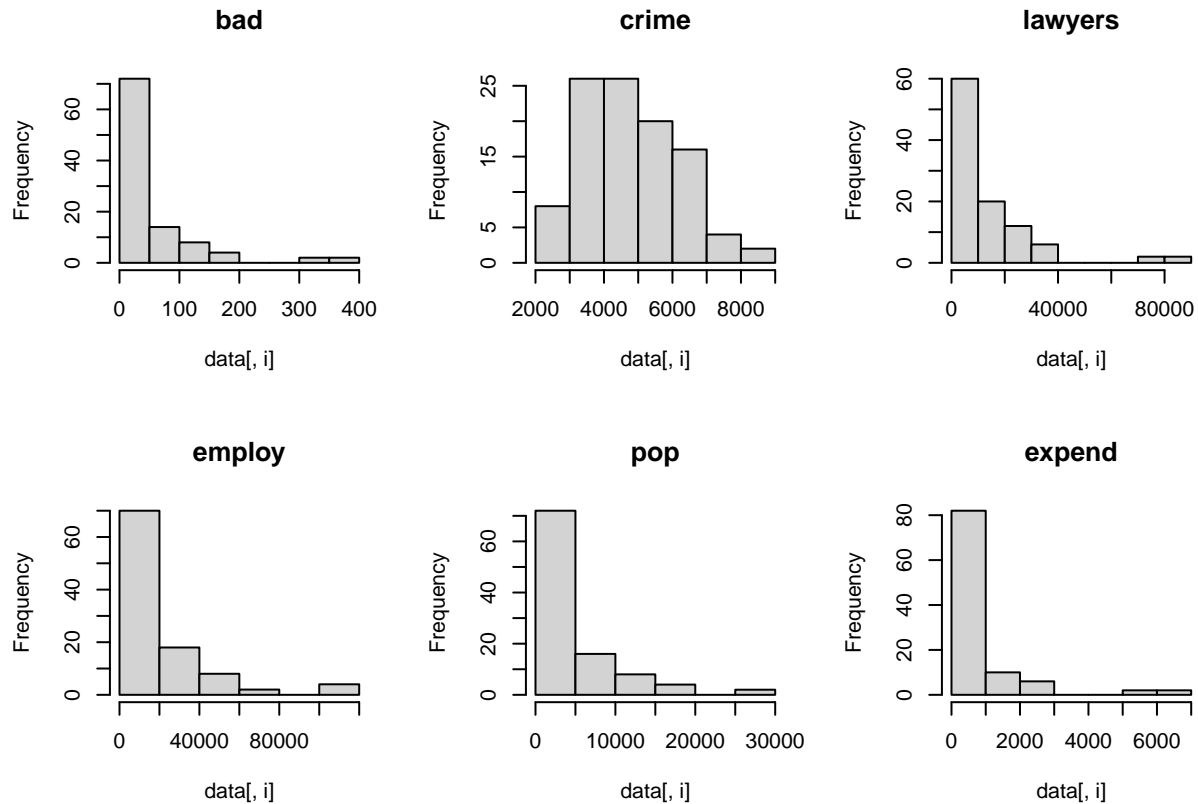 bad
Frequency
0 20 40 60
0 100 200 300 400
data[, i]
crime
Frequency
0 5 15 25
2000 4000 6000 8000
data[, i]
lawyers
Frequency
0 20 40 60
0 40000 80000
data[, i]
employ
Frequency
0 20 40 60
0 40000 80000
data[, i]
pop
Frequency
0 20 40 60
0 10000 20000 30000
data[, i]
expend
Frequency
0 20 40 60 80
0 2000 4000 6000
data[, i]